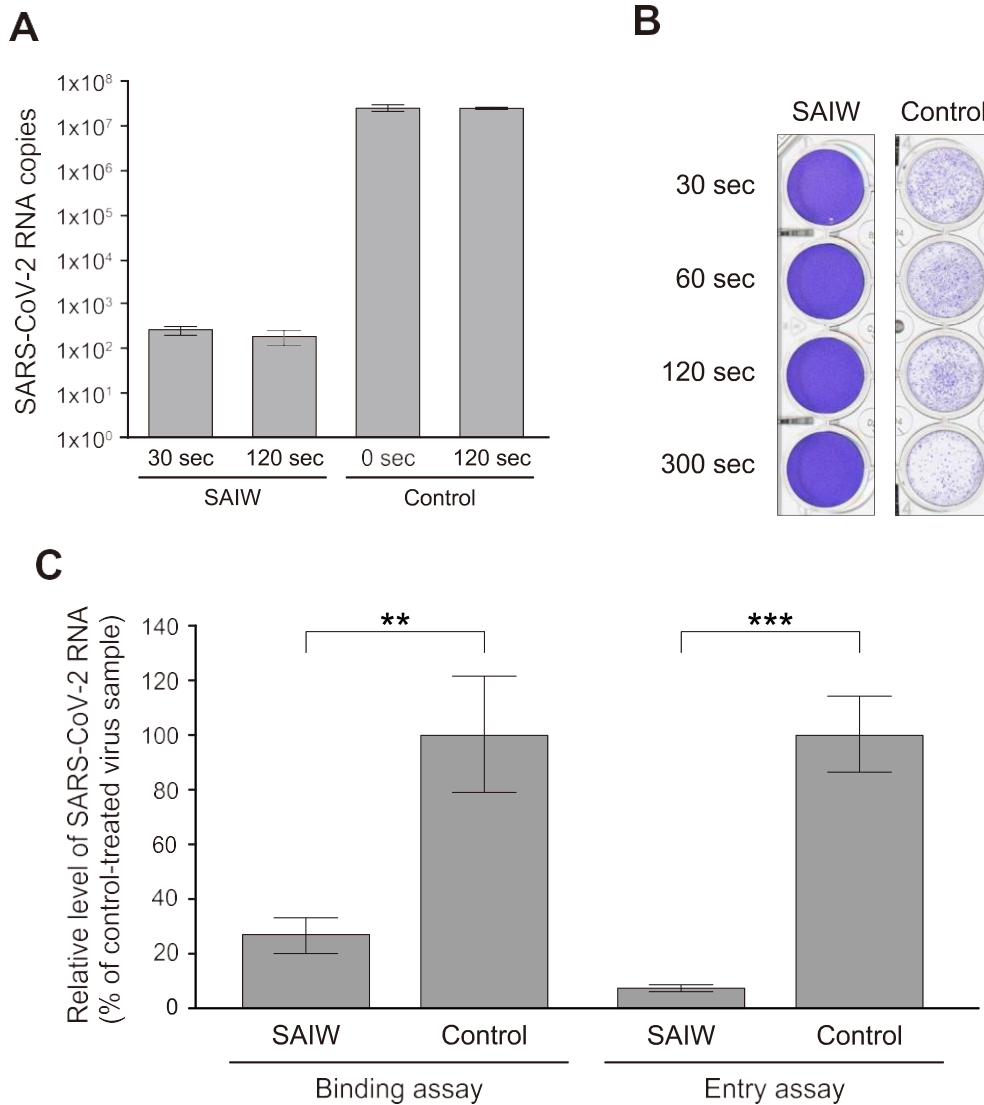 A
SARS-CoV-2 RNA copies
1x10⁸
1x10⁷
1x10⁶
1x10⁵
1x10⁴
1x10³
1x10²
1x10¹
1x10⁰
30 sec 120 sec 0 sec 120 sec
SAIW Control
B
SAIW Control
30 sec
60 sec
120 sec
300 sec
C
Relative level of SARS-CoV-2 RNA
(% of control-treated virus sample)
140
120
100
80
60
40
20
0
** ***
SAIW Control SAIW Control
Binding assay Entry assay